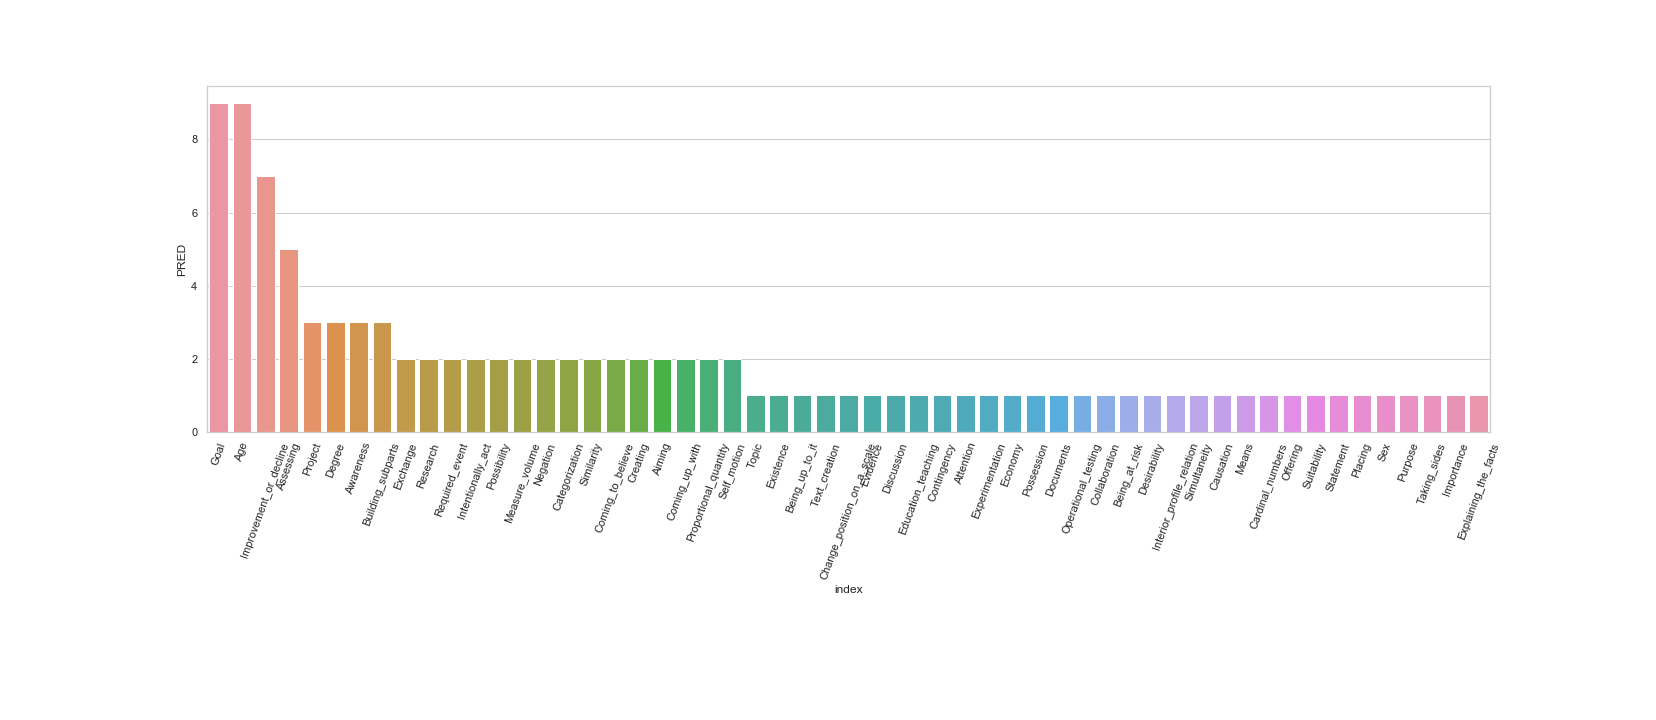 PRED
8
6
4
2
0
Goal
Age
Improvement_or_decline
Assessing
Project
Degree
Awareness
Building_subparts
Exchange
Research
Required_event
Intentionally_act
Possibility
Measure_volume
Negation
Categorization
Similarity
Coming_to_believe
Creating
Aiming
Coming_up_with
Proportional_quantity
Self_motion
Topic
Existence
Being_up_to_it
Text_creation
Change_position_on_a_scale
Evidence
Discussion
Education_teaching
Contingency
Attention
Experimentation
Economy
Possession
Documents
Operational_testing
Collaboration
Being_at_risk
Desirability
Interior_profile_relation
Simultaneity
Causation
Means
Cardinal_numbers
Offering
Suitability
Statement
Placing
Sex
Purpose
Taking_sides
Importance
Explaining_the_facts
index